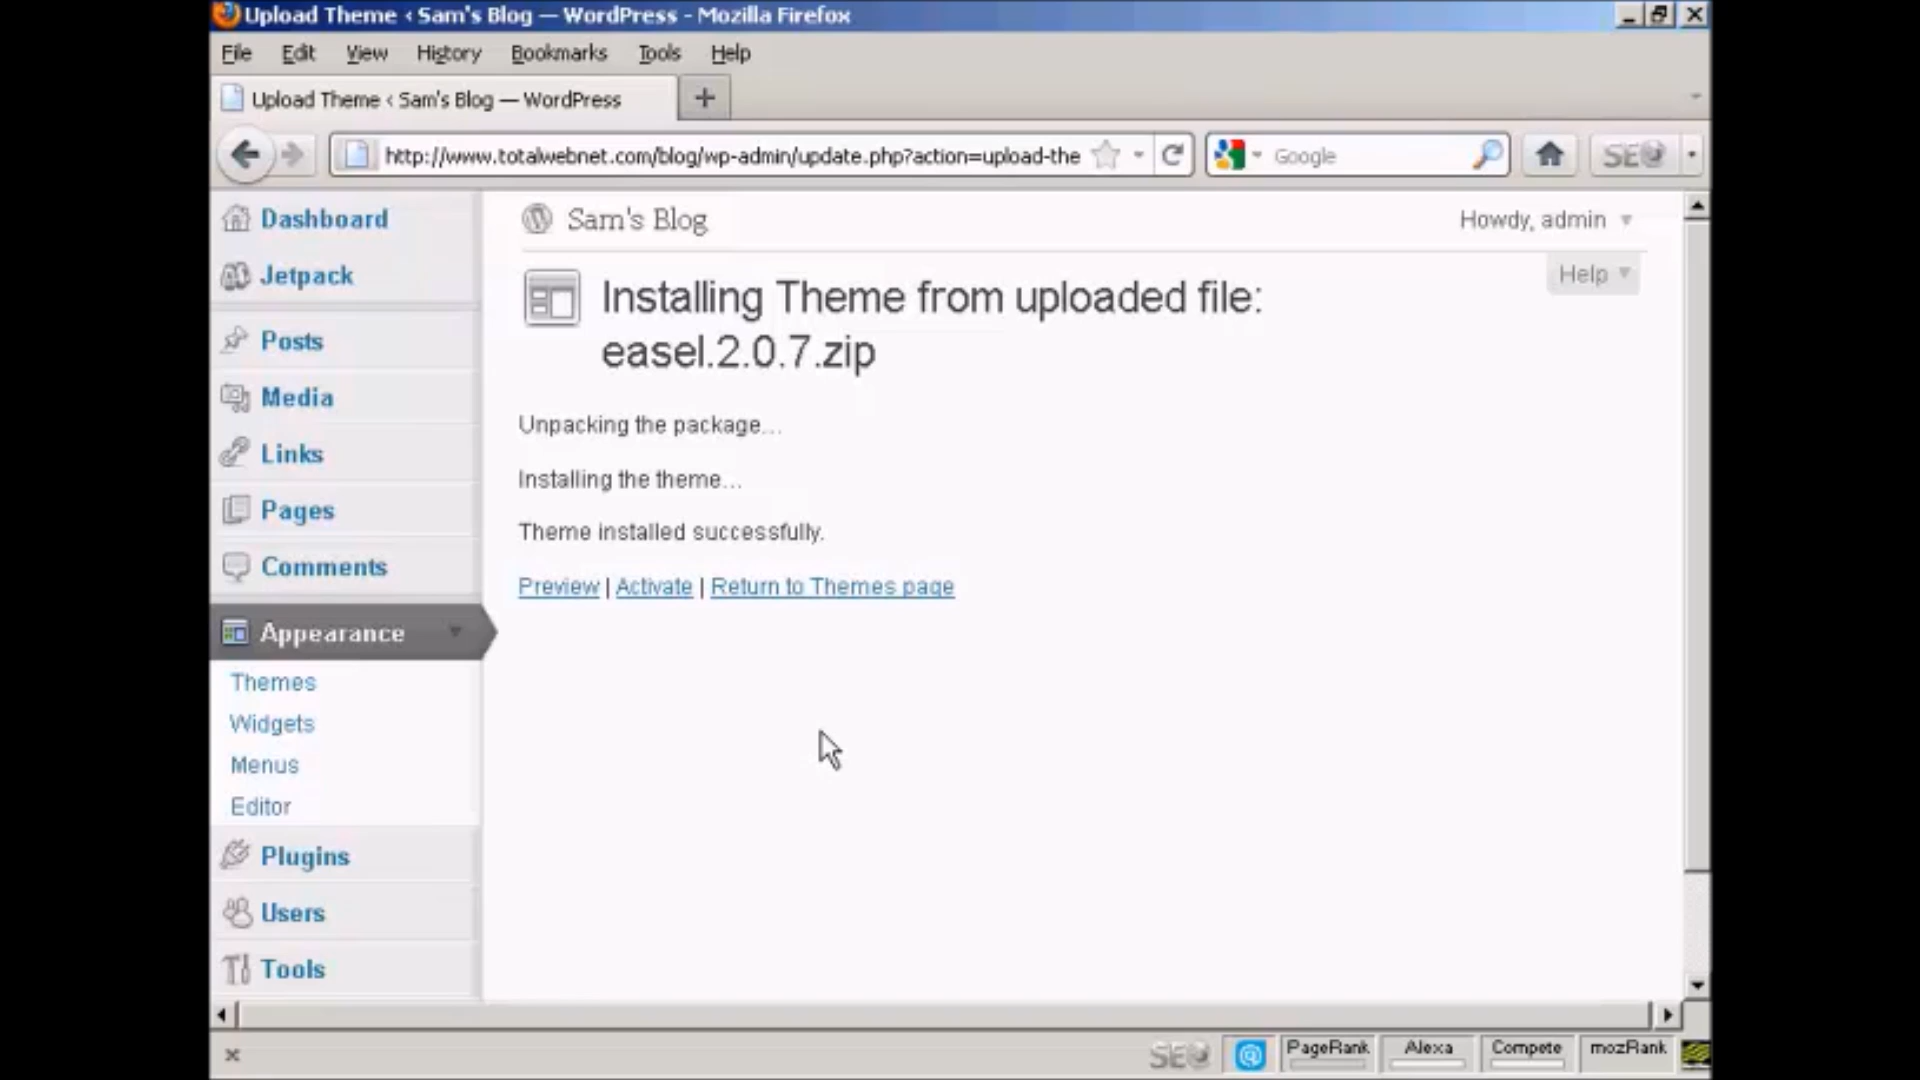 Upload Theme ‹ Sam's Blog — WordPress - Mozilla Firefox
File Edit View History Bookmarks Tools Help
Upload Theme ‹ Sam's Blog — WordPress
http://www.totalwebnet.com/blog/wp-admin/update.php?action=upload-the
Google
SEO
Dashboard
Sam's Blog
Howdy, admin
Jetpack
Help
Installing Theme from uploaded file:
easel.2.0.7.zip
Posts
Media
Unpacking the package...
Links
Installing the theme...
Pages
Theme installed successfully.
Comments
Preview | Activate | Return to Themes page
Appearance
Themes
Widgets
Menus
Editor
Plugins
Users
Tools
SEO
PageRank
Alexa
Compete
mozRank